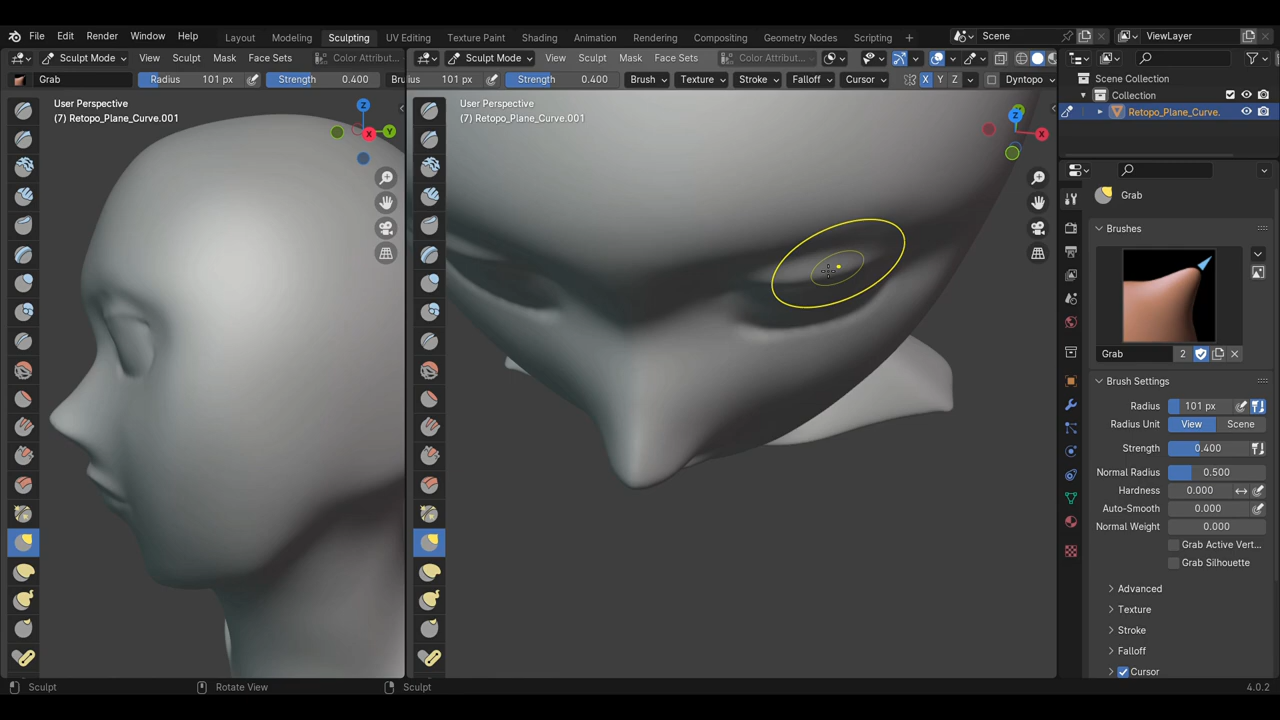 File Edit Render Window Help Layout Modeling Sculpting UV Editing Texture Paint Shading Animation Rendering Compositing Geometry Nodes Scripting + Scene ViewLayer
Sculpt Mode View Sculpt Mask Face Sets Color Attribut...
Sculpt Mode View Sculpt Mask Face Sets Color Attribut...
Grab Radius 101 px Strength 0.400 Bru
ius 101 px Strength 0.400 Brush Texture Stroke Falloff Cursor X Y Z Dyntopo
User Perspective
(7) Retopo_Plane_Curve.001
Z
Y
X
User Perspective
(7) Retopo_Plane_Curve.001
Z
X
Scene Collection
Collection
Retopo_Plane_Curve.
Grab
Brushes
Grab 2
Brush Settings
Radius 101 px
Radius Unit View Scene
Strength 0.400
Normal Radius 0.500
Hardness 0.000
Auto-Smooth 0.000
Normal Weight 0.000
Grab Active Vert...
Grab Silhouette
Advanced
Texture
Stroke
Falloff
Cursor
Sculpt Rotate View Sculpt 4.0.2